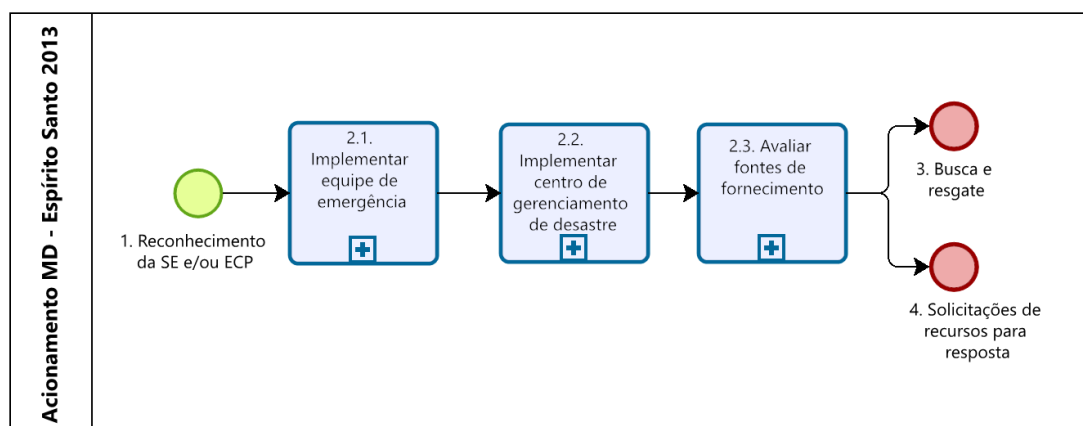 Acionamento MD - Espírito Santo 2013
1. Reconhecimento
da SE e/ou ECP
2.1.
Implementar
equipe de
emergência
2.2.
Implementar
centro de
gerenciamento
de desastre
2.3. Avaliar
fontes de
fornecimento
3. Busca e
resgate
4. Solicitações de
recursos para
resposta